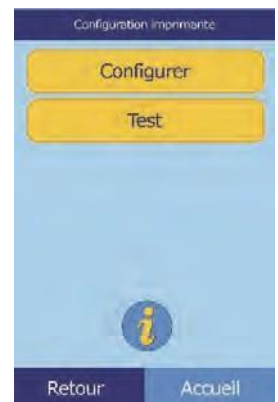 Configuration imprimante
Configurer
Test
i
Retour Accueil